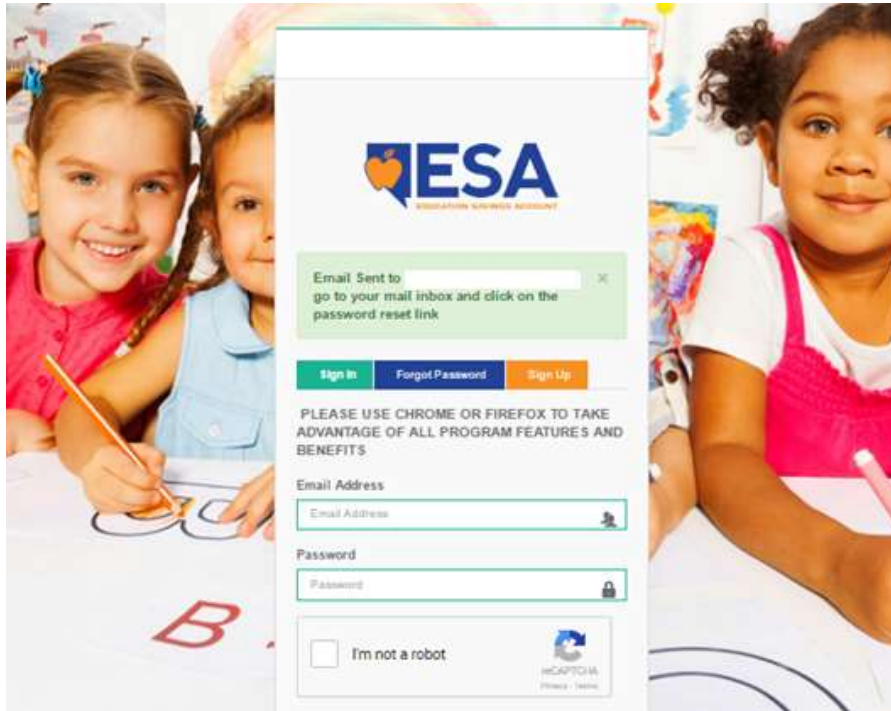 ESA
EDUCATION SAVINGS ACCOUNT
Email Sent to
go to your mail inbox and click on the
password reset link
×
Sign In
Forgot Password
Sign Up
PLEASE USE CHROME OR FIREFOX TO TAKE
ADVANTAGE OF ALL PROGRAM FEATURES AND
BENEFITS
Email Address
Email Address
Password
Password
I'm not a robot
reCAPTCHA
Privacy - Terms
B